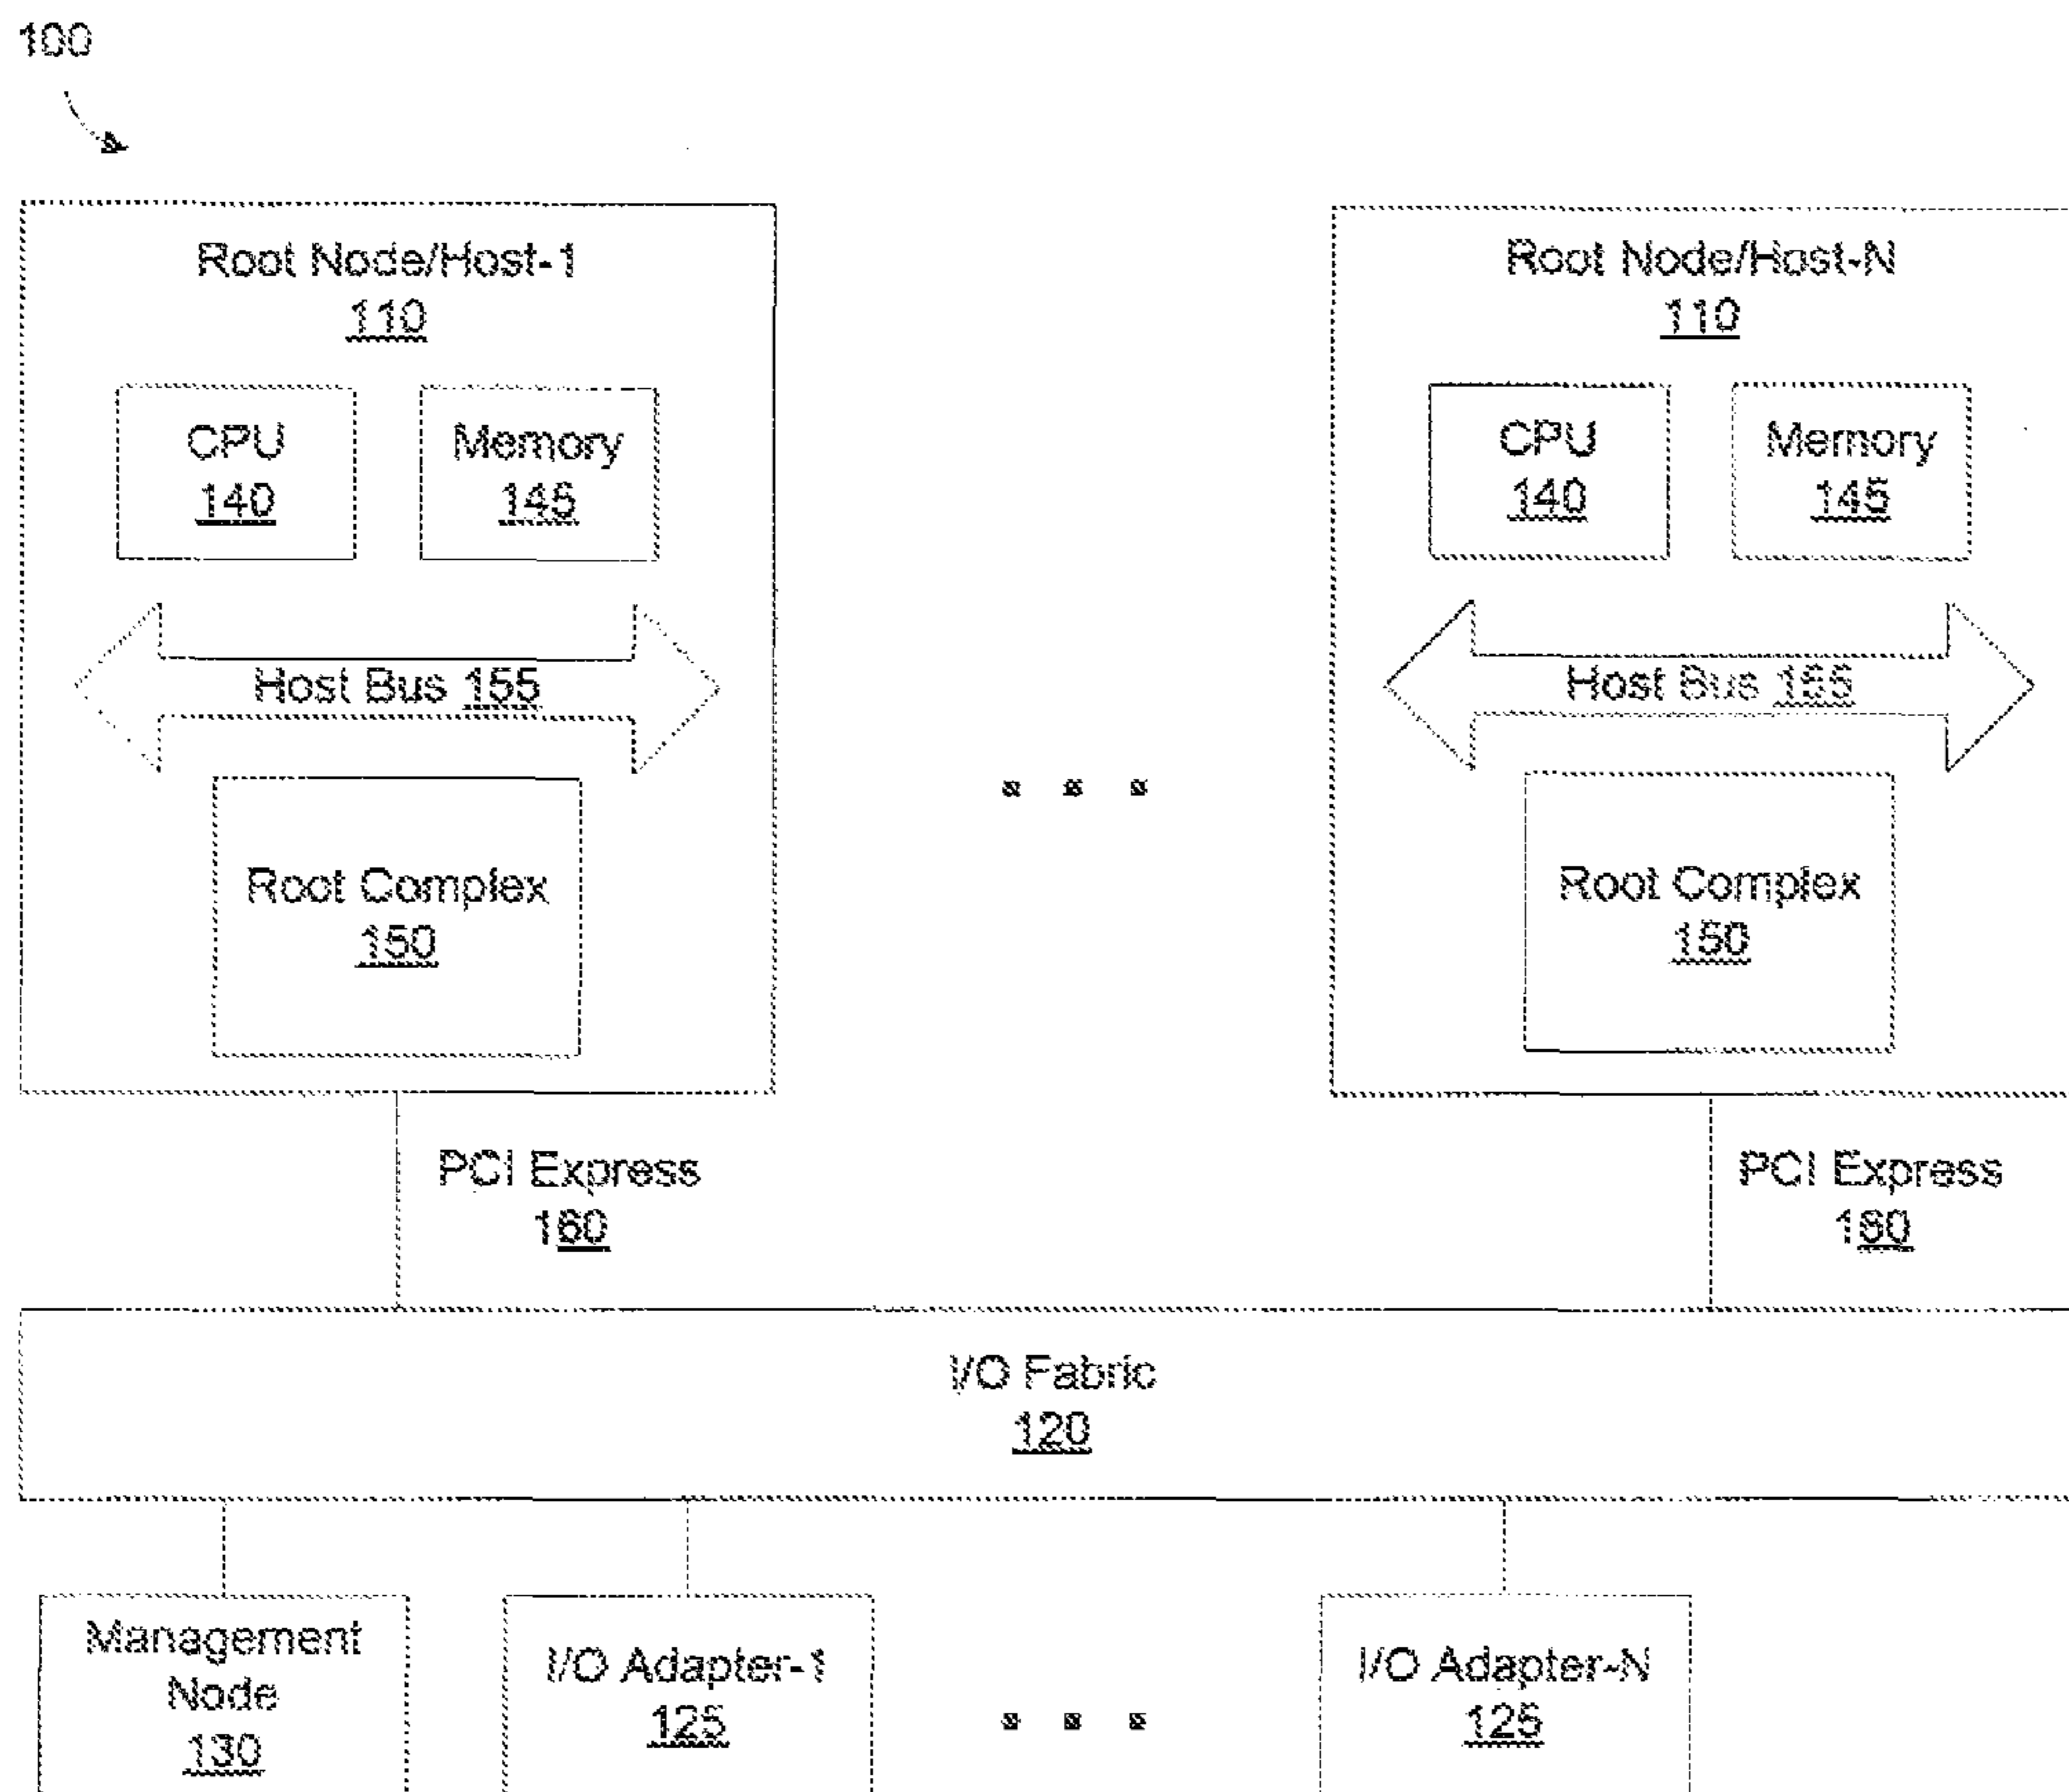 100
Root Node/Host-1
110
CPU
140
Memory
145
Host Bus 155
Root Complex
150
PCI Express
160
Root Node/Host-N
110
CPU
140
Memory
145
Host Bus 155
Root Complex
150
PCI Express
160
I/O Fabric
120
Management
Node
130
I/O Adapter-1
125
I/O Adapter-N
125